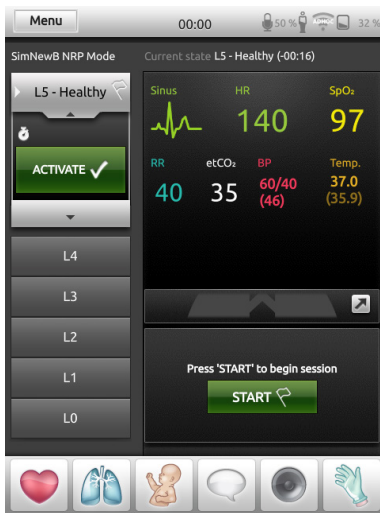 Menu
00:00
50 %
ADHOC
32 %
SimNewB NRP Mode
Current state L5 - Healthy (-00:16)
L5 - Healthy
ACTIVATE
L4
L3
L2
L1
L0
Sinus
HR
SpO₂
140
97
RR
etCO₂
BP
Temp.
40
35
60/40
(46)
37.0
(35.9)
Press 'START' to begin session
START